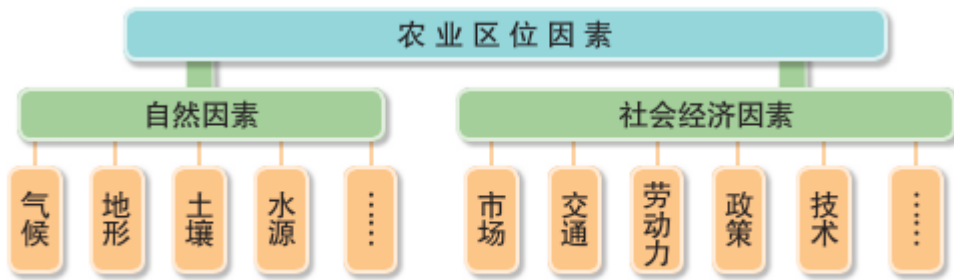 农业区位因素
自然因素
社会经济因素
气候
地形
土壤
水源
……
市场
交通
劳动力
政策
技术
……